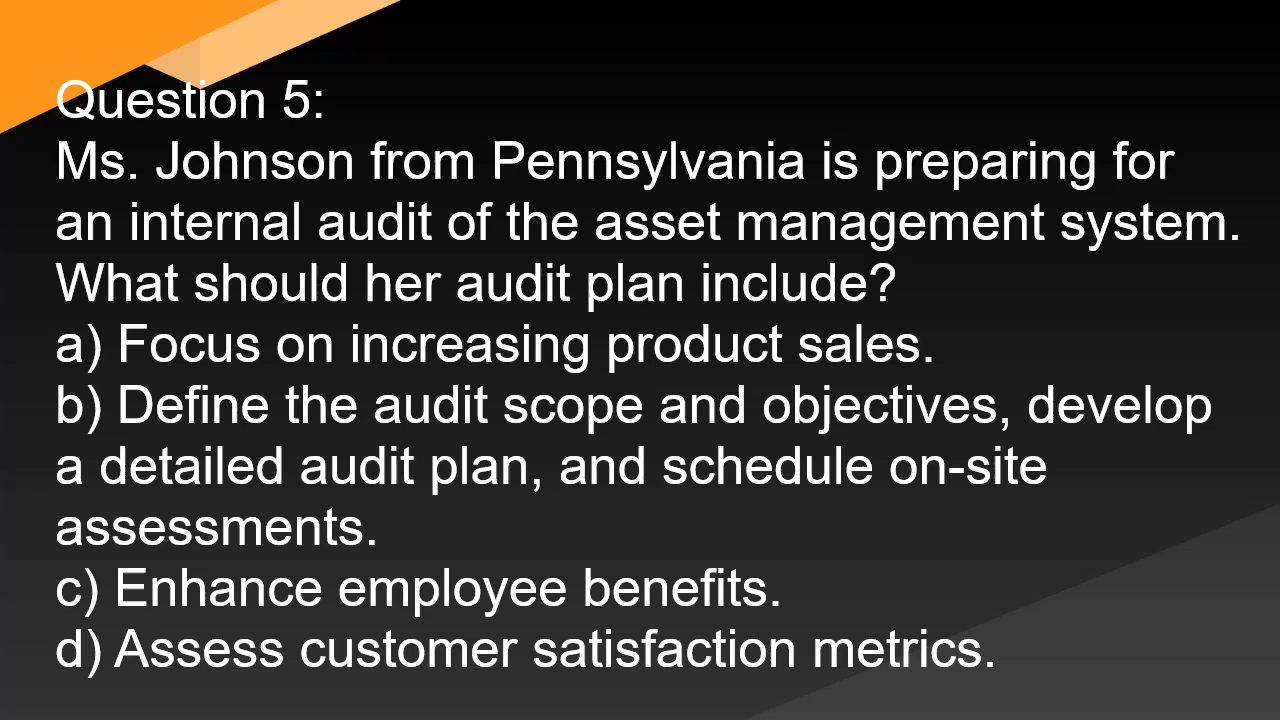 Question 5:
Ms. Johnson from Pennsylvania is preparing for
an internal audit of the asset management system.
What should her audit plan include?
a) Focus on increasing product sales.
b) Define the audit scope and objectives, develop
a detailed audit plan, and schedule on-site
assessments.
c) Enhance employee benefits.
d) Assess customer satisfaction metrics.